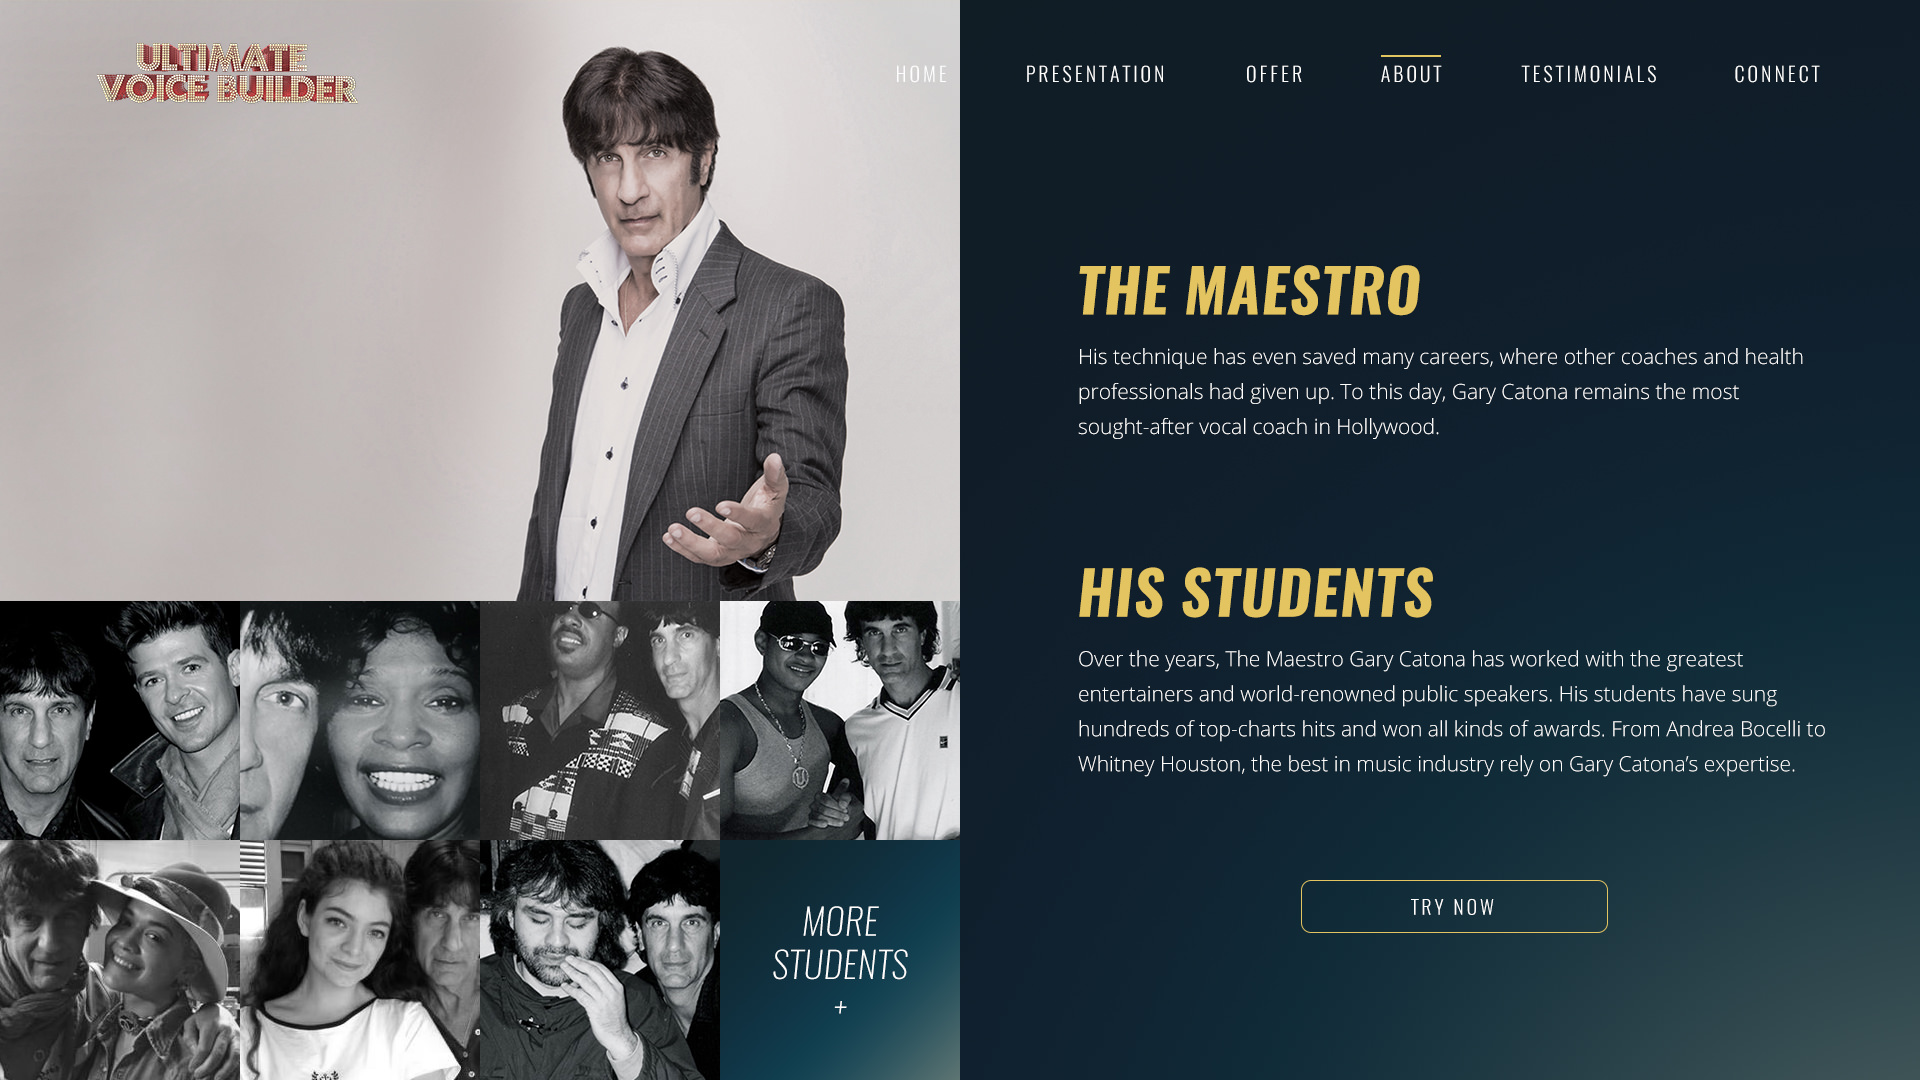 ULTIMATE
VOICE BUILDER
HOME
PRESENTATION
OFFER
ABOUT
TESTIMONIALS
CONNECT
THE MAESTRO
His technique has even saved many careers, where other coaches and health
professionals had given up. To this day, Gary Catona remains the most
sought-after vocal coach in Hollywood.
HIS STUDENTS
Over the years, The Maestro Gary Catona has worked with the greatest
entertainers and world-renowned public speakers. His students have sung
hundreds of top-charts hits and won all kinds of awards. From Andrea Bocelli to
Whitney Houston, the best in music industry rely on Gary Catona’s expertise.
MORE
STUDENTS
+
TRY NOW